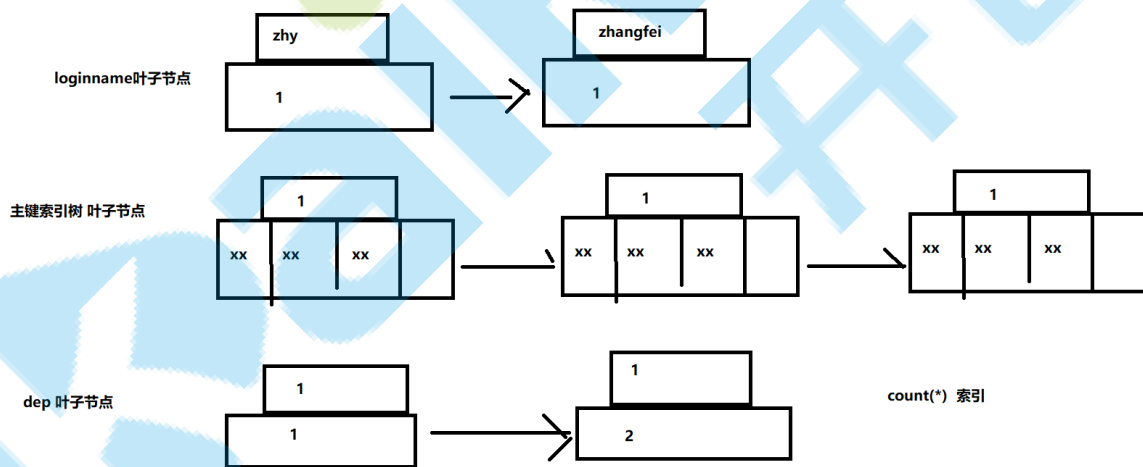 zhy
zhangfei
loginname叶子节点
1
1
主键索引树 叶子节点
1
1
1
xx xx xx
xx xx xx
xx xx xx
dep 叶子节点
1
1
1
2
count(*) 索引